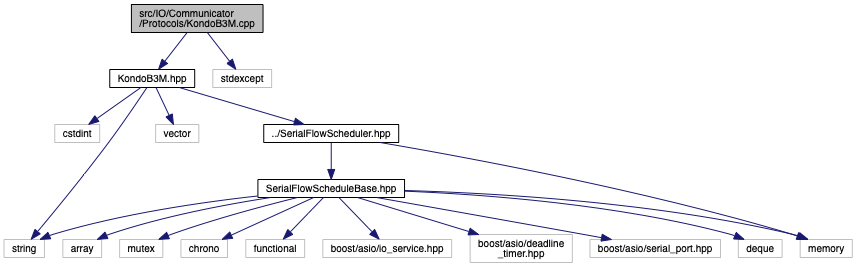 src/IO/Communicator
/Protocols/KondoB3M.cpp
KondoB3M.hpp
stdexcept
cstdint
vector
../SerialFlowScheduler.hpp
SerialFlowScheduleBase.hpp
string
array
mutex
chrono
functional
boost/asio/io_service.hpp
boost/asio/deadline
_timer.hpp
boost/asio/serial_port.hpp
deque
memory